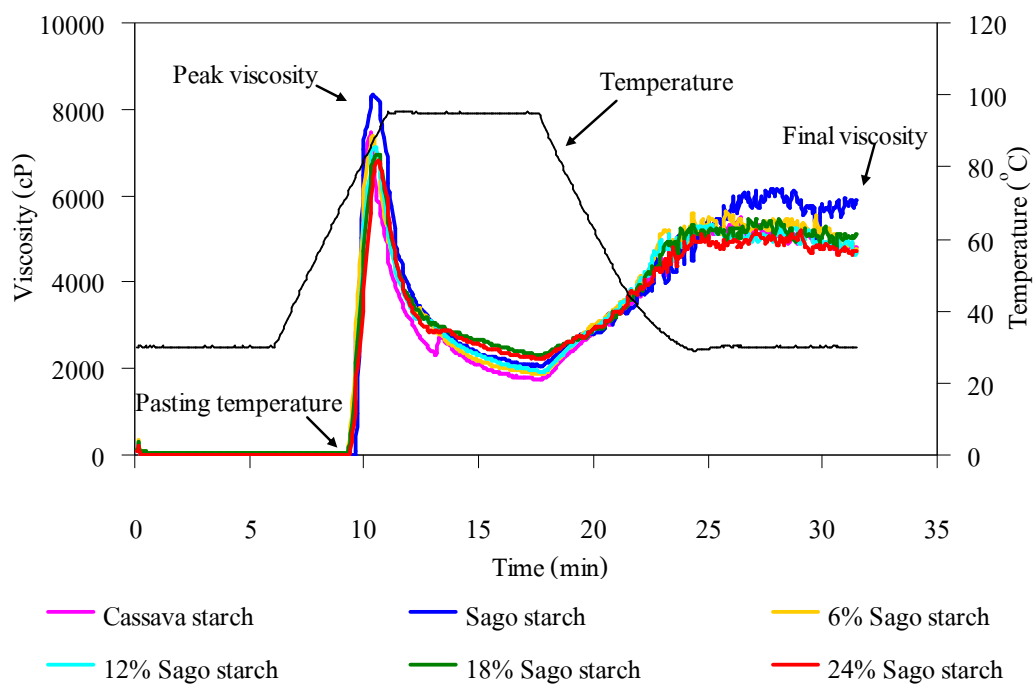 10000
8000
6000
4000
2000
0
Viscosity (cP)
120
100
80
60
40
20
0
Temperature (°C)
Peak viscosity
Temperature
Final viscosity
Pasting temperature
0 5 10 15 20 25 30 35
Time (min)
Cassava starch Sago starch 6% Sago starch
12% Sago starch 18% Sago starch 24% Sago starch